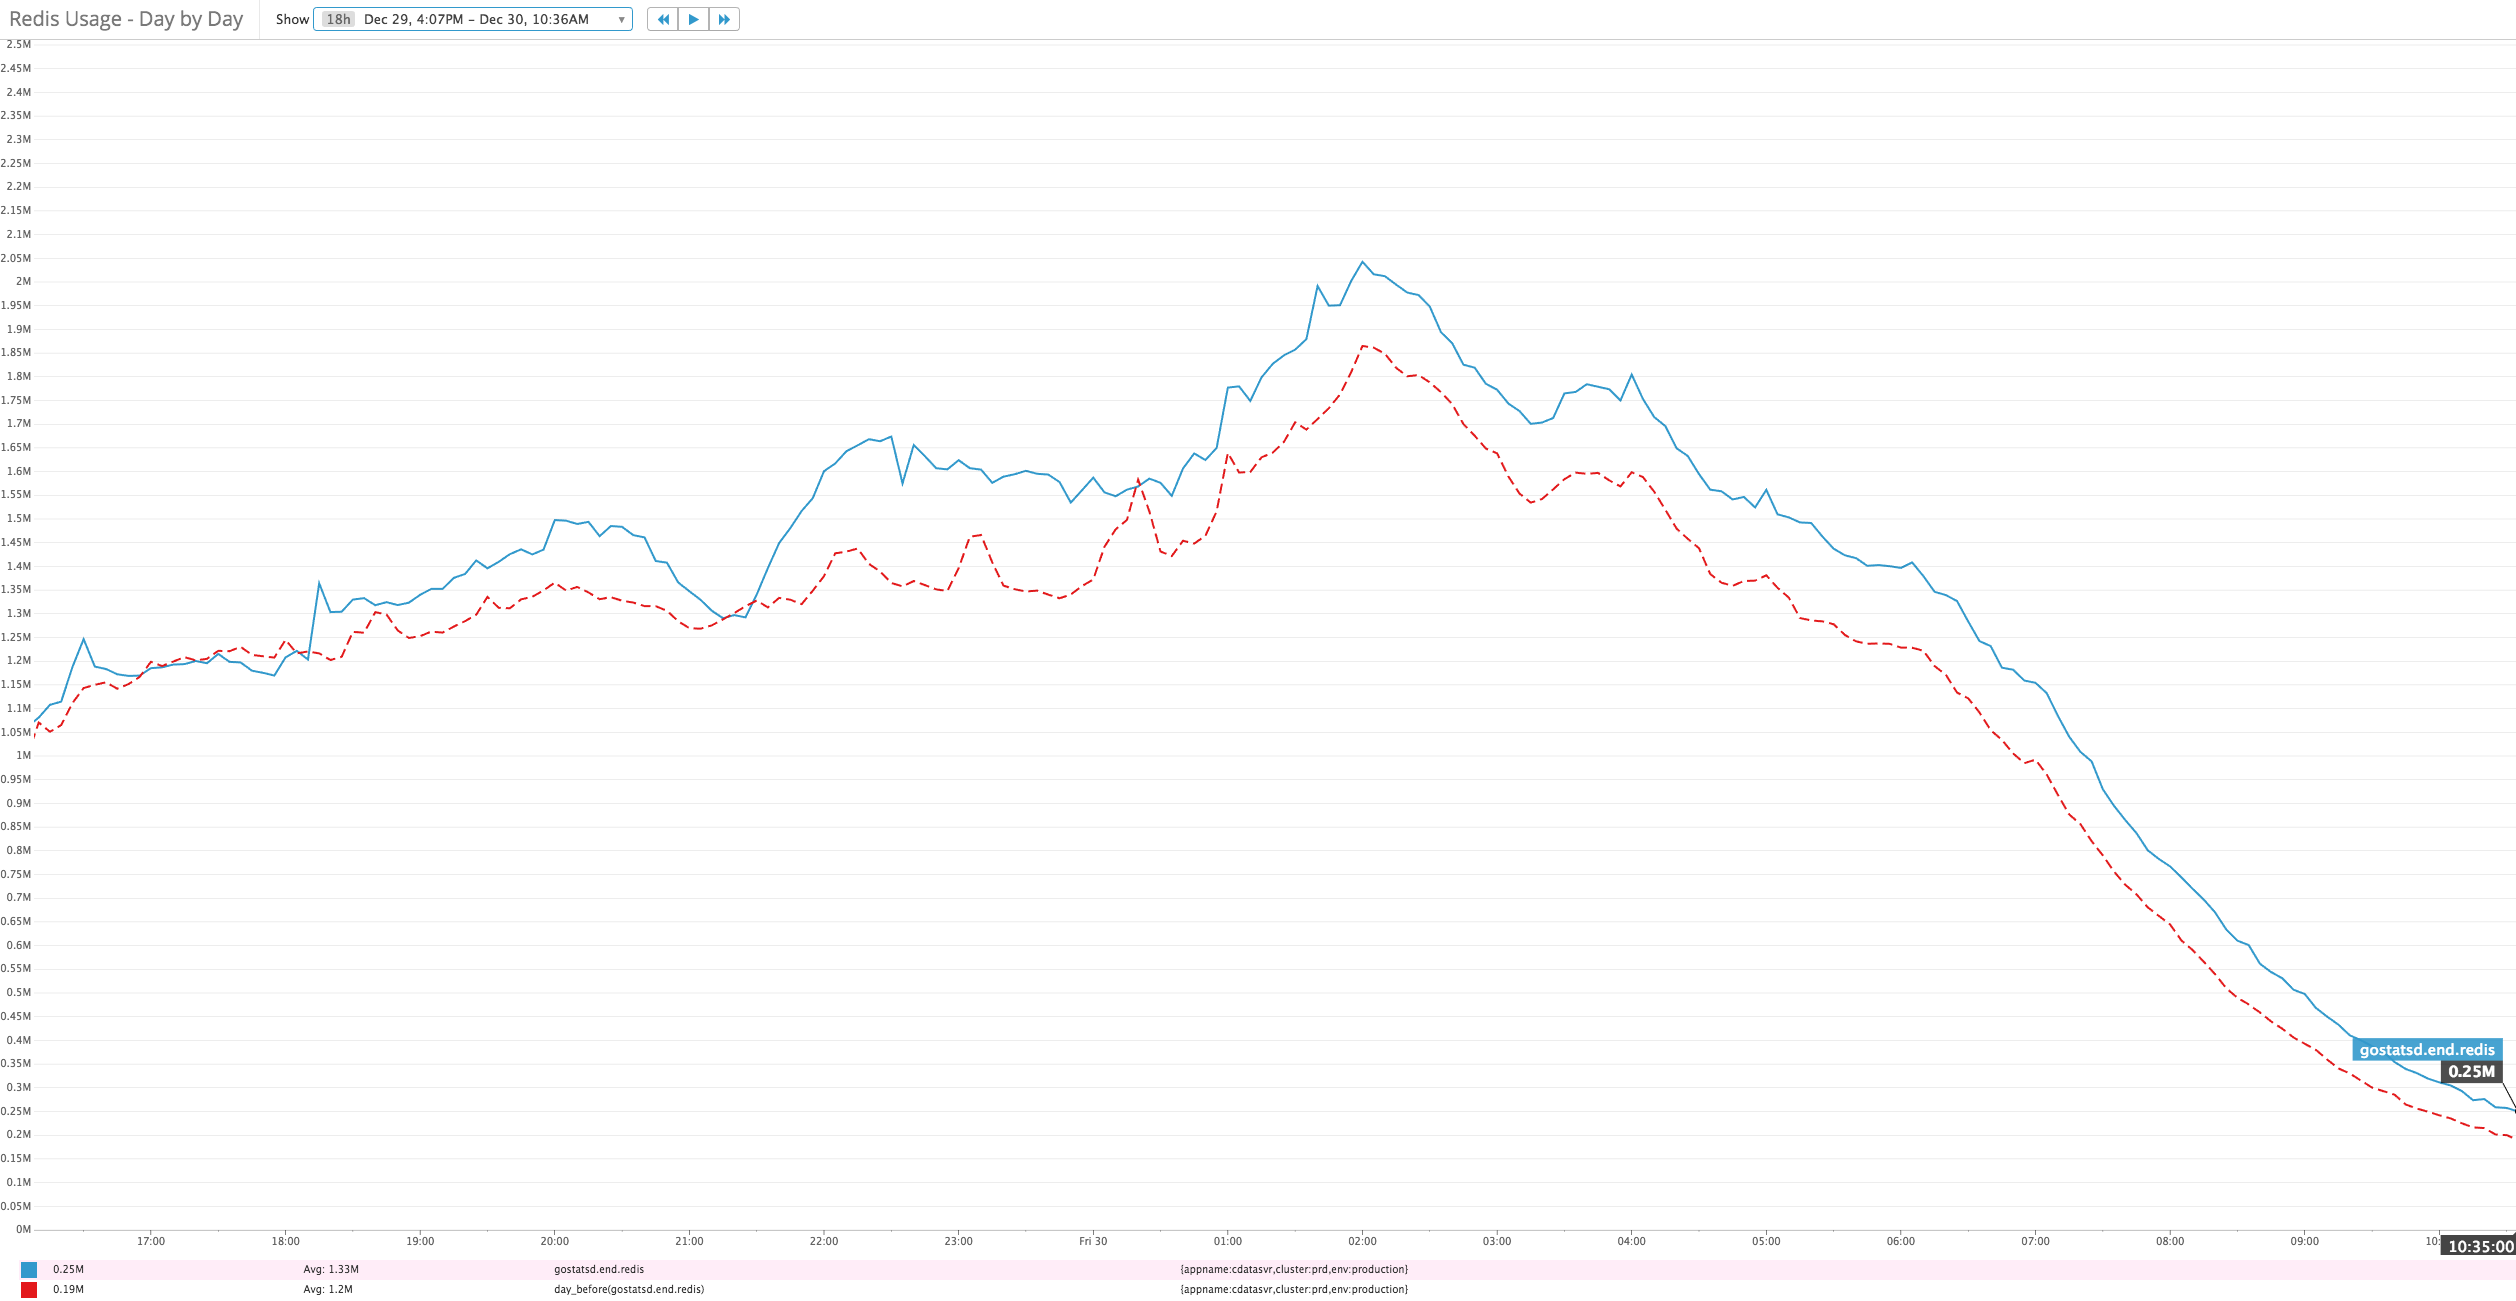 Redis Usage - Day by Day
Show 18h Dec 29, 4:07PM – Dec 30, 10:36AM
2.5M
2.45M
2.4M
2.35M
2.3M
2.25M
2.2M
2.15M
2.1M
2.05M
2M
1.95M
1.9M
1.85M
1.8M
1.75M
1.7M
1.65M
1.6M
1.55M
1.5M
1.45M
1.4M
1.35M
1.3M
1.25M
1.2M
1.15M
1.1M
1.05M
1M
0.95M
0.9M
0.85M
0.8M
0.75M
0.7M
0.65M
0.6M
0.55M
0.5M
0.45M
0.4M
0.35M
0.3M
0.25M
0.2M
0.15M
0.1M
0.05M
0M
gostatsd.end.redis
0.25M
17:00 18:00 19:00 20:00 21:00 22:00 23:00 Fri 30 01:00 02:00 03:00 04:00 05:00 06:00 07:00 08:00 09:00 10: 10:35:00
0.25M Avg: 1.33M gostatsd.end.redis {appname:cdatasvr,cluster:prd,env:production}
0.19M Avg: 1.2M day_before(gostatsd.end.redis) {appname:cdatasvr,cluster:prd,env:production}